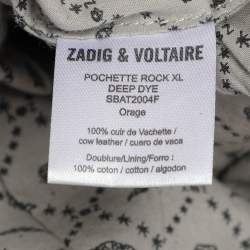 ZADIG & VOLTAIRE
POCHETTE ROCK XL
DEEP DYE
SBAT2004F
Orage
100% cuir de Vachette /
cow leather / cuero de vaca
Doublure/Lining/Forro :
100% coton / cotton / algodon